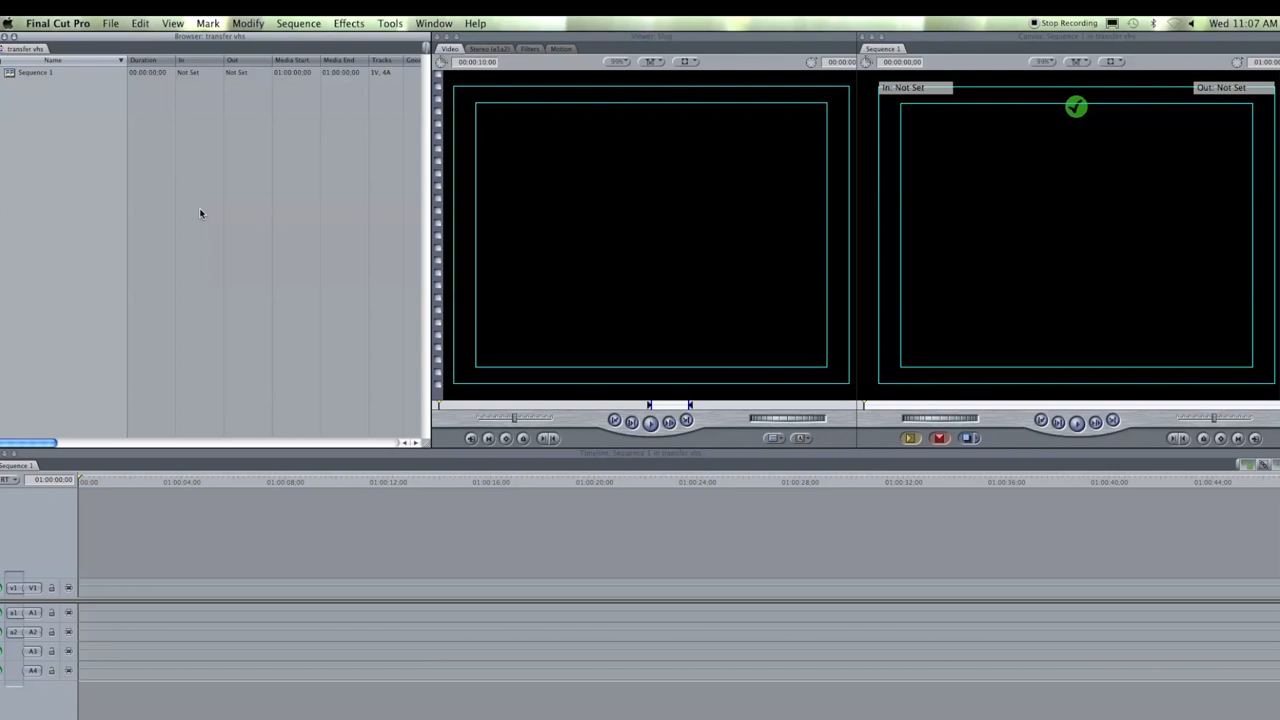 Final Cut Pro File Edit View Mark Modify Sequence Effects Tools Window Help Stop Recording Wed 11:07 AM
Browser: transfer vhs
Viewer: Slug
Canvas: Sequence 1 in transfer vhs
transfer vhs
Video Stereo (a1a2) Filters Motion
Sequence 1
Name Duration In Out Media Start Media End Tracks Good
00:00:10:00 99% 00:00:00
00:00:00;00 99% 01:00:00
Sequence 1 00:00:00;00 Not Set Not Set 01:00:00;00 01:00:00;00 1V, 4A
In: Not Set Out: Not Set
Timeline: Sequence 1 in transfer vhs
Sequence 1
RT 01:00:00;00 00;00 01:00:04;00 01:00:08;00 01:00:12;00 01:00:16;00 01:00:20;00 01:00:24;00 01:00:28;00 01:00:32;00 01:00:36;00 01:00:40;00 01:00:44;00
v1 V1
a1 A1
a2 A2
A3
A4